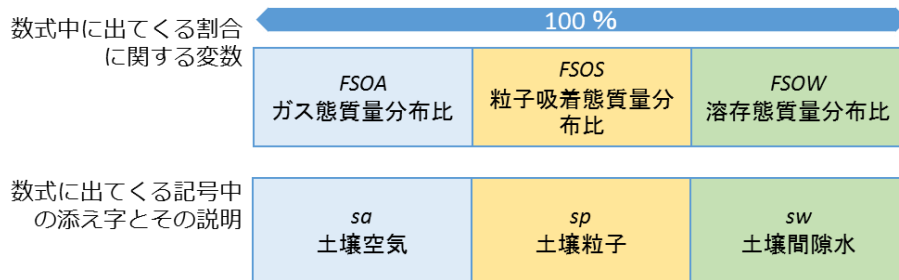 数式中に出てくる割合
に関する変数
100 %
FSOA
ガス態質量分布比
FSOS
粒子吸着態質量分
布比
FSOW
溶存態質量分布比
数式に出てくる記号中
の添え字とその説明
sa
土壌空気
sp
土壌粒子
sw
土壌間隙水